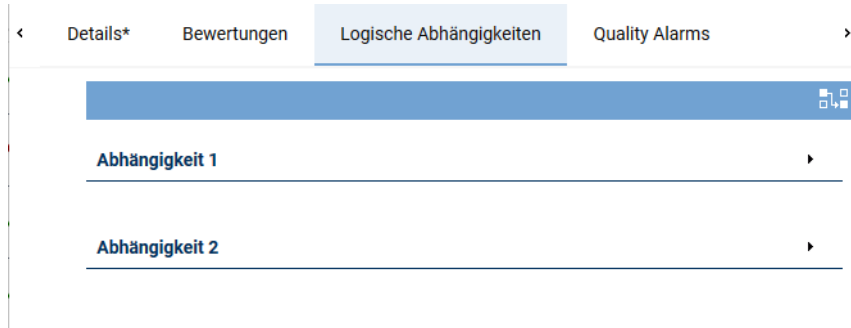 Details* Bewertungen Logische Abhängigkeiten Quality Alarms
Abhängigkeit 1
Abhängigkeit 2